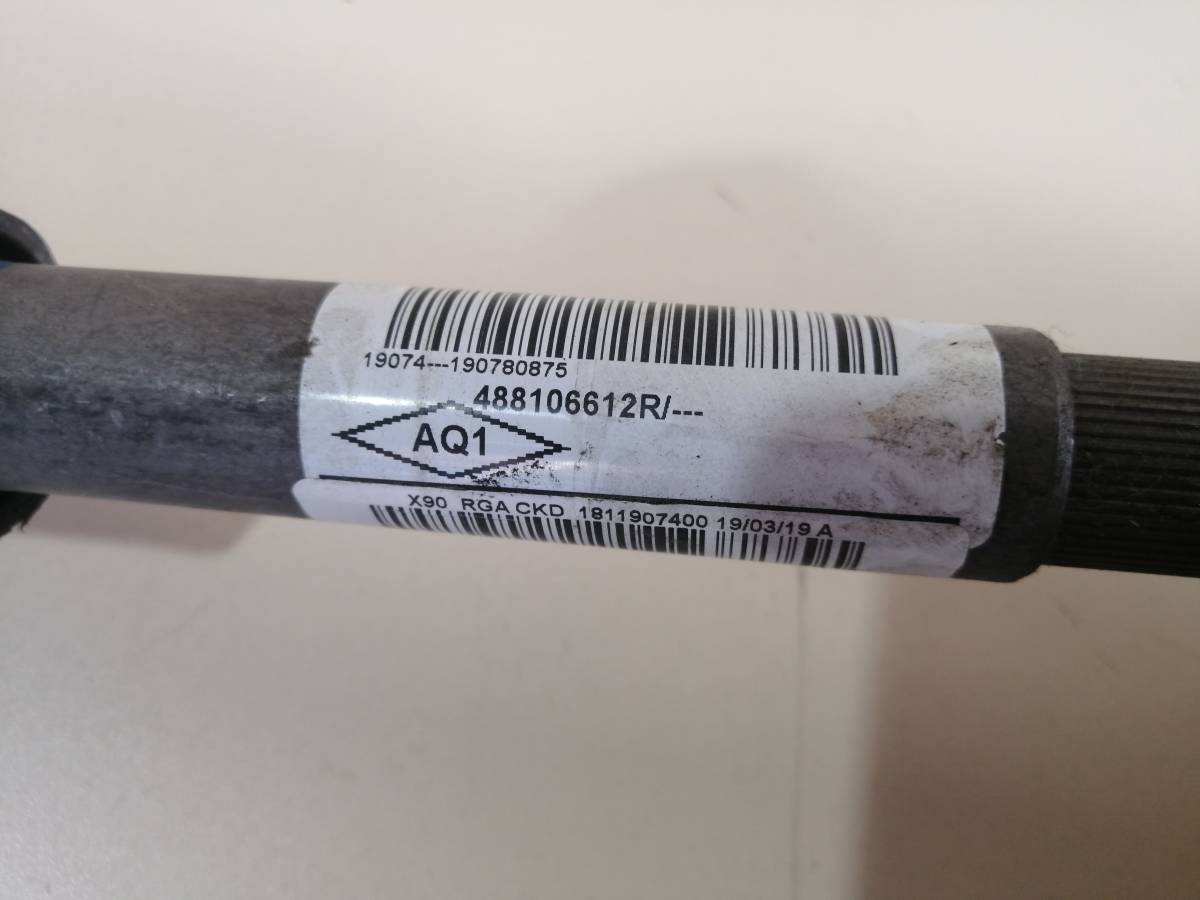 19074---190780875
488106612R/---
AQ1
X90 RGA CKD 1811907400 19/03/19 A